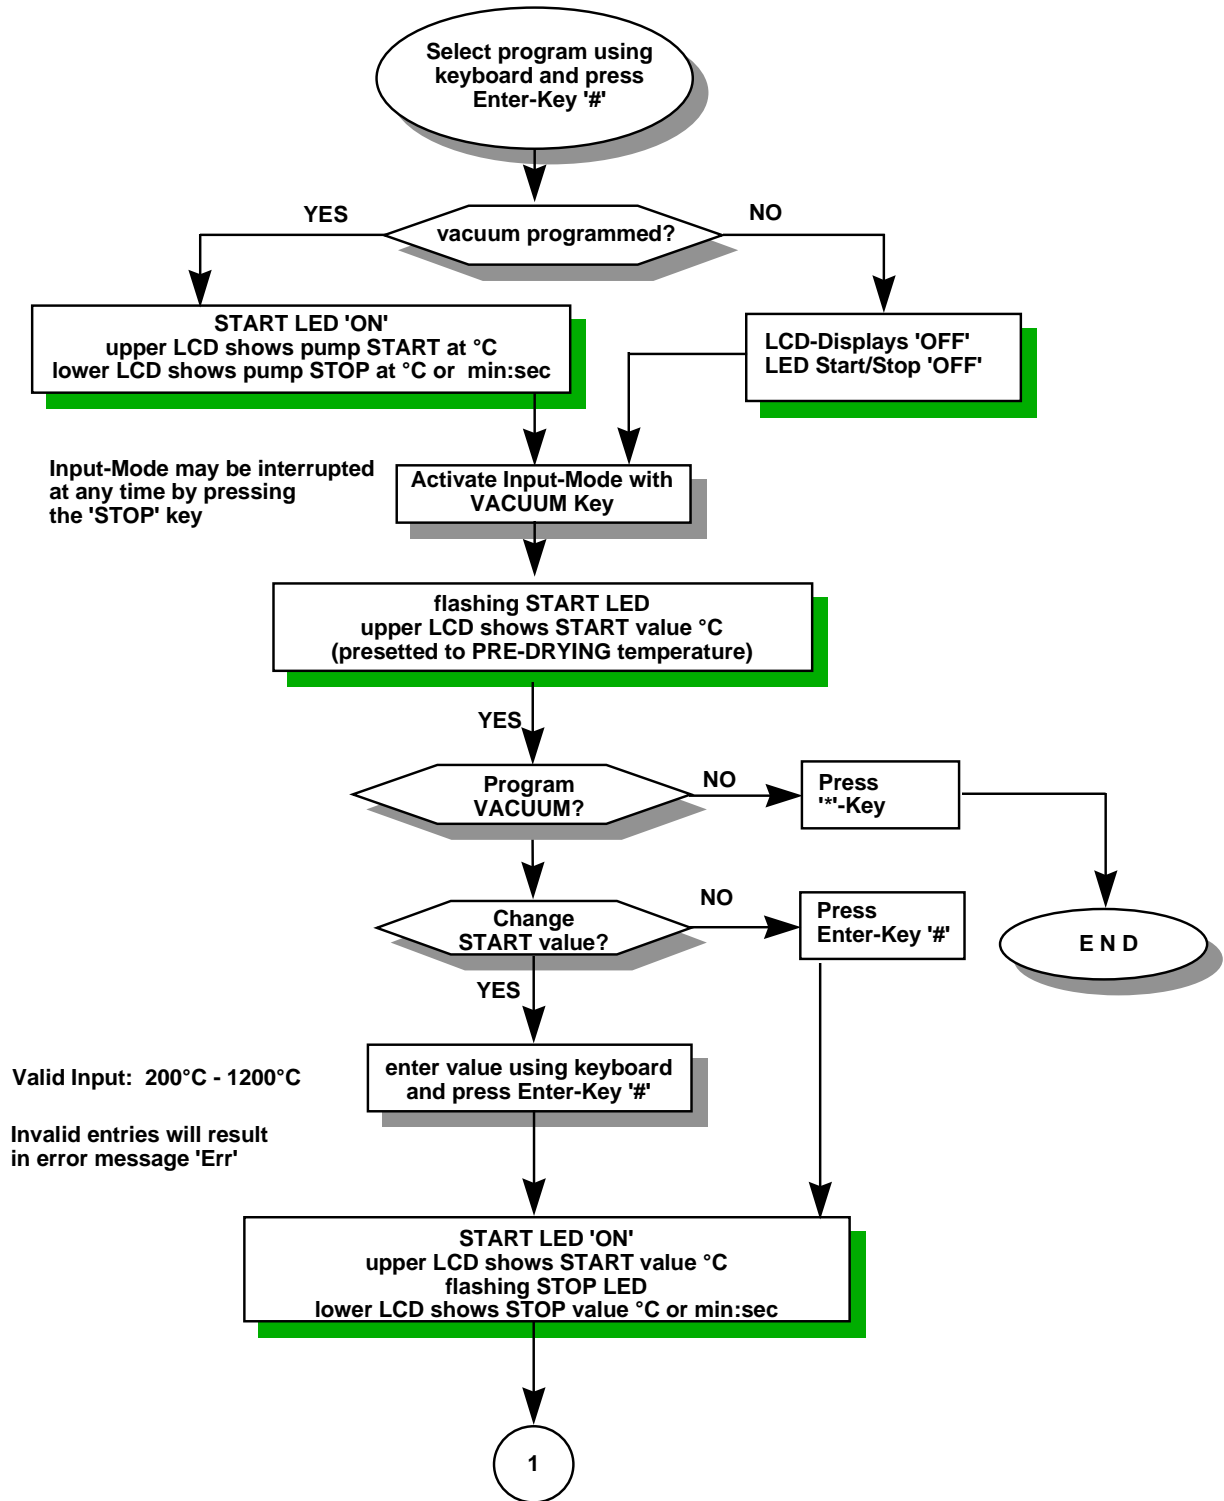 Select program using
keyboard and press
Enter-Key '#'
YES
NO
vacuum programmed?
START LED 'ON'
upper LCD shows pump START at °C
lower LCD shows pump STOP at °C or min:sec
LCD-Displays 'OFF'
LED Start/Stop 'OFF'
Input-Mode may be interrupted
at any time by pressing
the 'STOP' key
Activate Input-Mode with
VACUUM Key
flashing START LED
upper LCD shows START value °C
(presetted to PRE-DRYING temperature)
YES
Program
VACUUM?
NO
Press
'*'-Key
Change
START value?
NO
Press
Enter-Key '#'
E N D
YES
Valid Input: 200°C - 1200°C
enter value using keyboard
and press Enter-Key '#'
Invalid entries will result
in error message 'Err'
START LED 'ON'
upper LCD shows START value °C
flashing STOP LED
lower LCD shows STOP value °C or min:sec
1